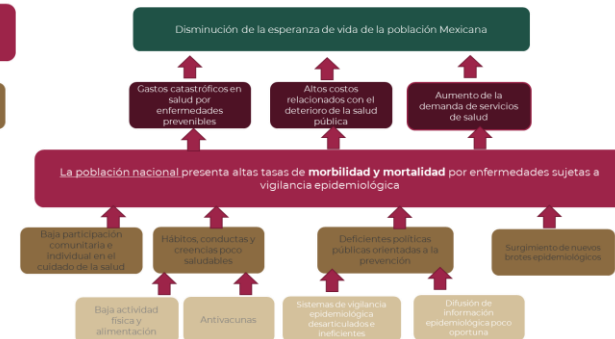 Disminución de la esperanza de vida de la población Mexicana
Gastos catastróficos en
salud por
enfermedades
prevenibles
Altos costos
relacionados con el
deterioro de la salud
pública
Aumento de la
demanda de servicios
de salud
La población nacional presenta altas tasas de morbilidad y mortalidad por enfermedades sujetas a
vigilancia epidemiológica
Baja participación
comunitaria e
individual en el
cuidado de la salud
Hábitos, conductas y
creencias poco
saludables
Deficientes políticas
públicas orientadas a la
prevención
Surgimiento de nuevos
brotes epidemiológicos
Baja actividad
física y
alimentación
Antivacunas
Sistemas de vigilancia
epidemiológica
desarticulados e
ineficientes
Difusión de
información
epidemiológica poco
oportuna